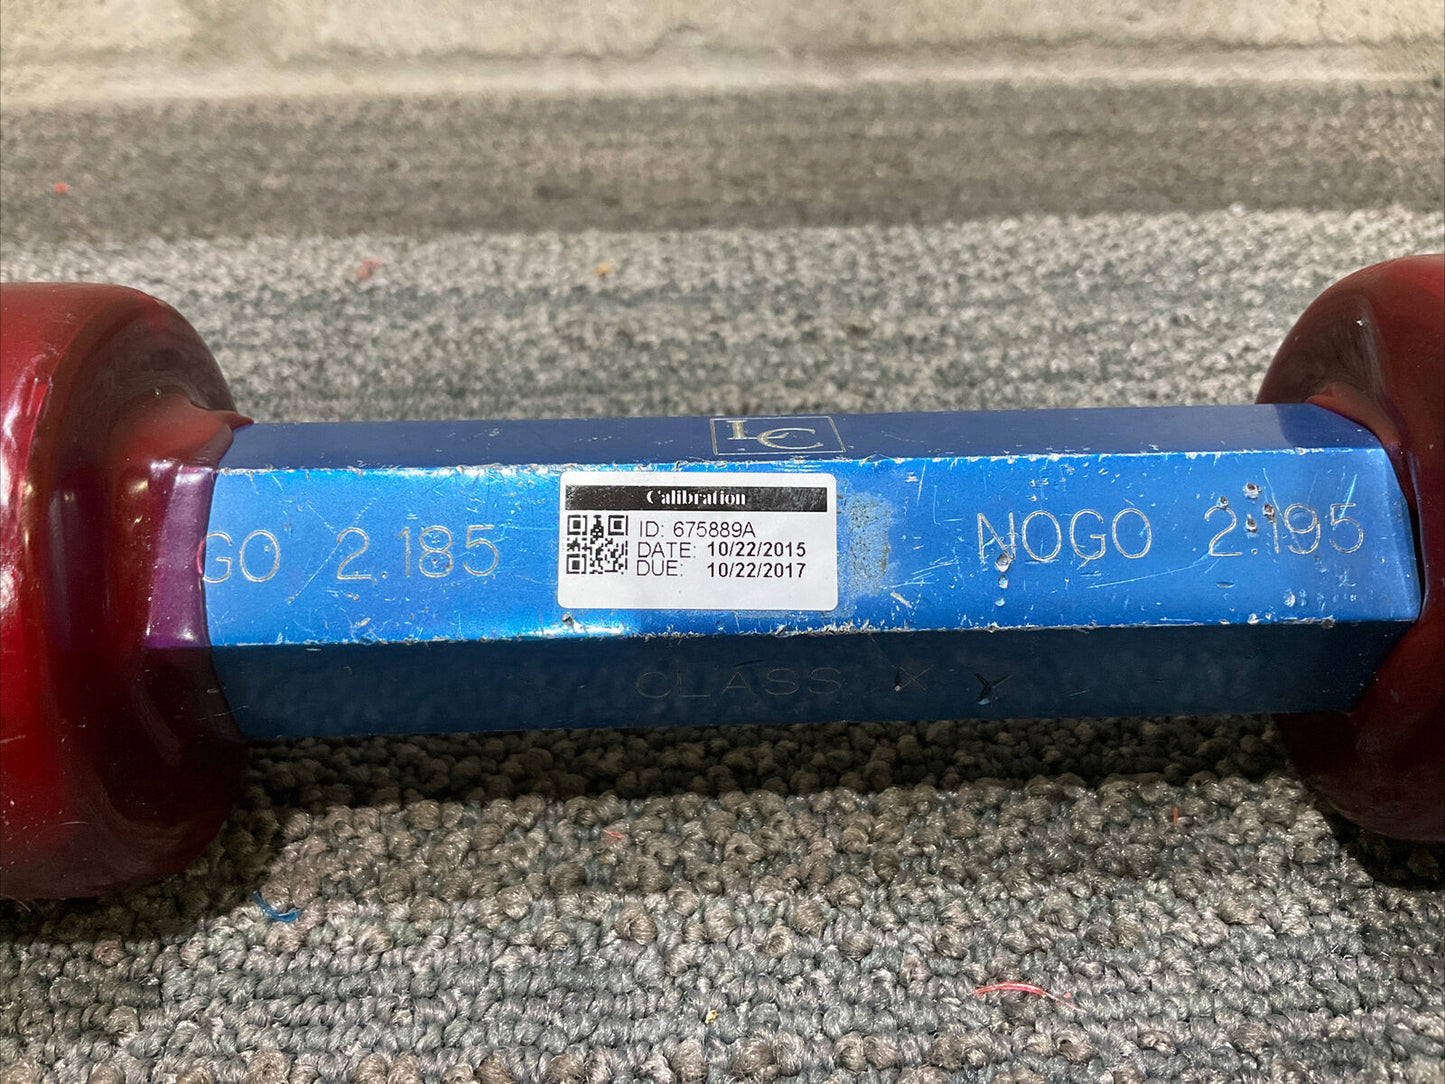 LC
GO 2.185
Calibration
ID: 675889A
DATE: 10/22/2015
DUE: 10/22/2017
NOGO 2.195
CLASS X Y